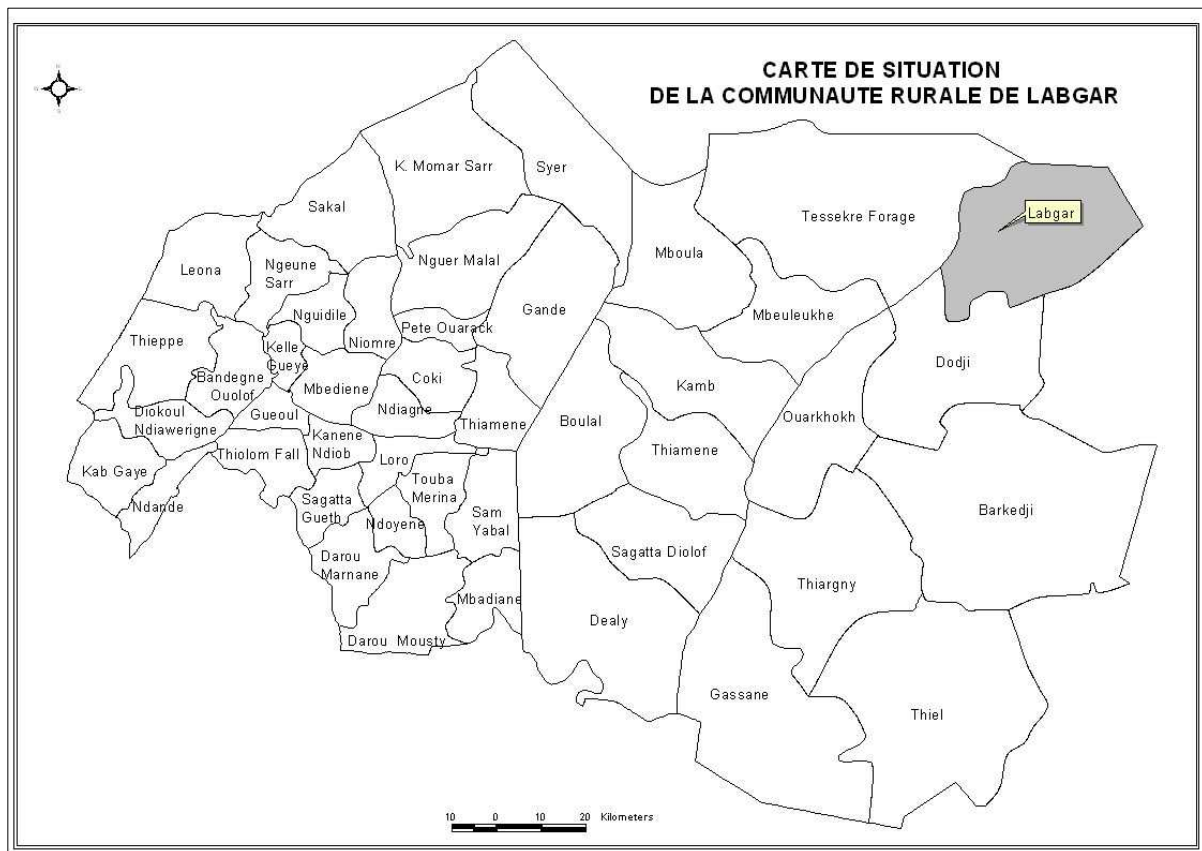 CARTE DE SITUATION
DE LA COMMUNAUTE RURALE DE LABGAR
K. Momar Sarr
Syer
Sakal
Tessekre Forage
Labgar
Leona
Ngeune
Sarr
Nguer Malal
Mboula
Nguidile
Gande
Mbeuleukhe
Thieppe
Kelle
Gueye
Niomre
Pete Ouarack
Dodji
Bandegne
Ouolof
Mbediene
Coki
Kamb
Diokoul
Ndiawerigne
Gueoul
Ndiagne
Thiamene
Boulal
Ouarkhokh
Kanene
Ndiob
Thiolom Fall
Loro
Thiamene
Kab Gaye
Touba
Merina
Ndande
Sagatta
Gueth
Ndoyene
Sam
Yabal
Barkedji
Sagatta Diolof
Darou
Marnane
Thiargny
Mbadiane
Dealy
Darou Mousty
Gassane
Thiel
10 0 10 20 Kilometers